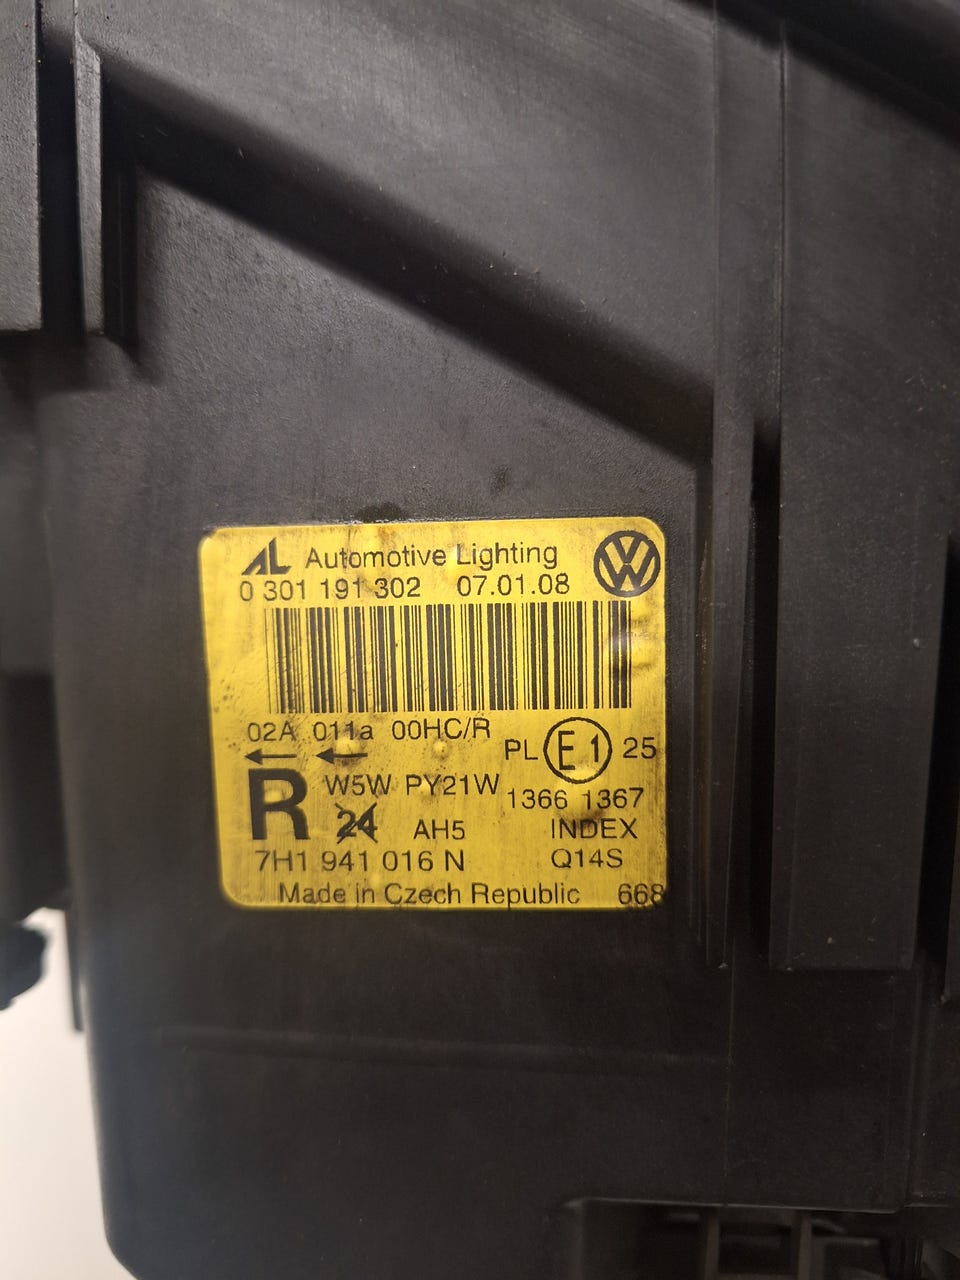 AL Automotive Lighting
0 301 191 302 07.01.08
02A 011a 00HC/R
PL E1 25
R W5W PY21W
1366 1367
24 AH5 INDEX
7H1 941 016 N Q14S
Made in Czech Republic 668